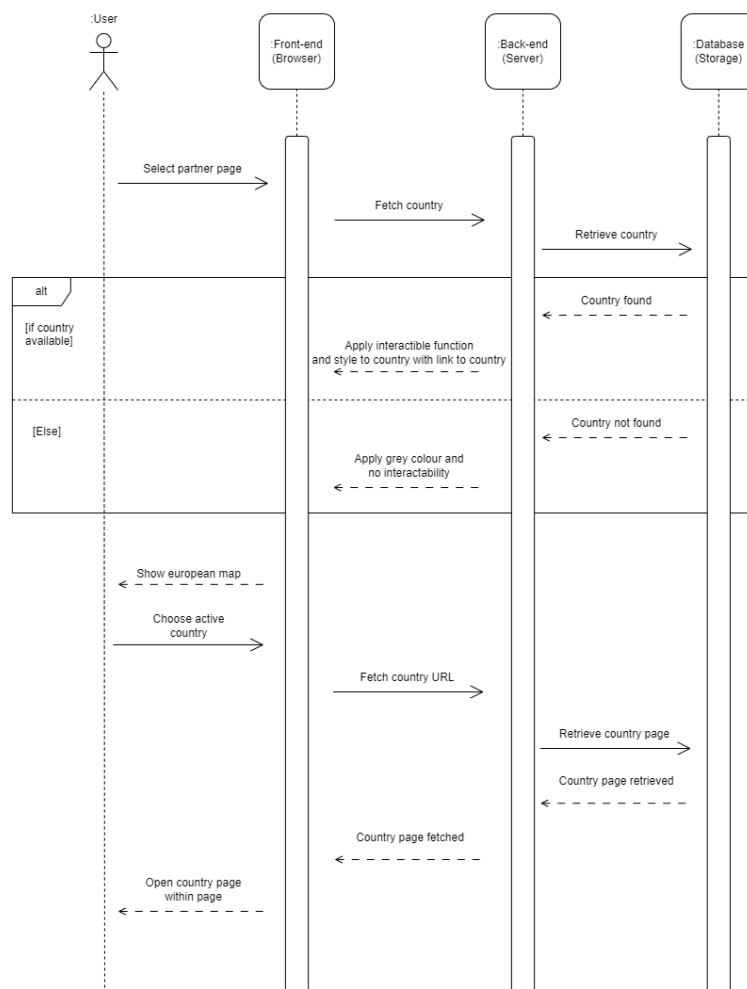 :User
:Front-end
(Browser)
:Back-end
(Server)
:Database
(Storage)
Select partner page
Fetch country
Retrieve country
alt
Country found
[if country
available]
Apply interactible function
and style to country with link to country
Country not found
[Else]
Apply grey colour and
no interactability
Show european map
Choose active
country
Fetch country URL
Retrieve country page
Country page retrieved
Country page fetched
Open country page
within page